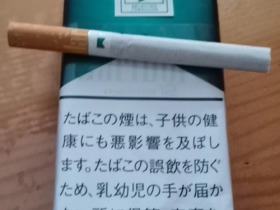 たばこの煙は、子供の健
康にも悪影響を及ぼし
ます。たばこの誤飲を防ぐ
ため、乳幼児の手が届か